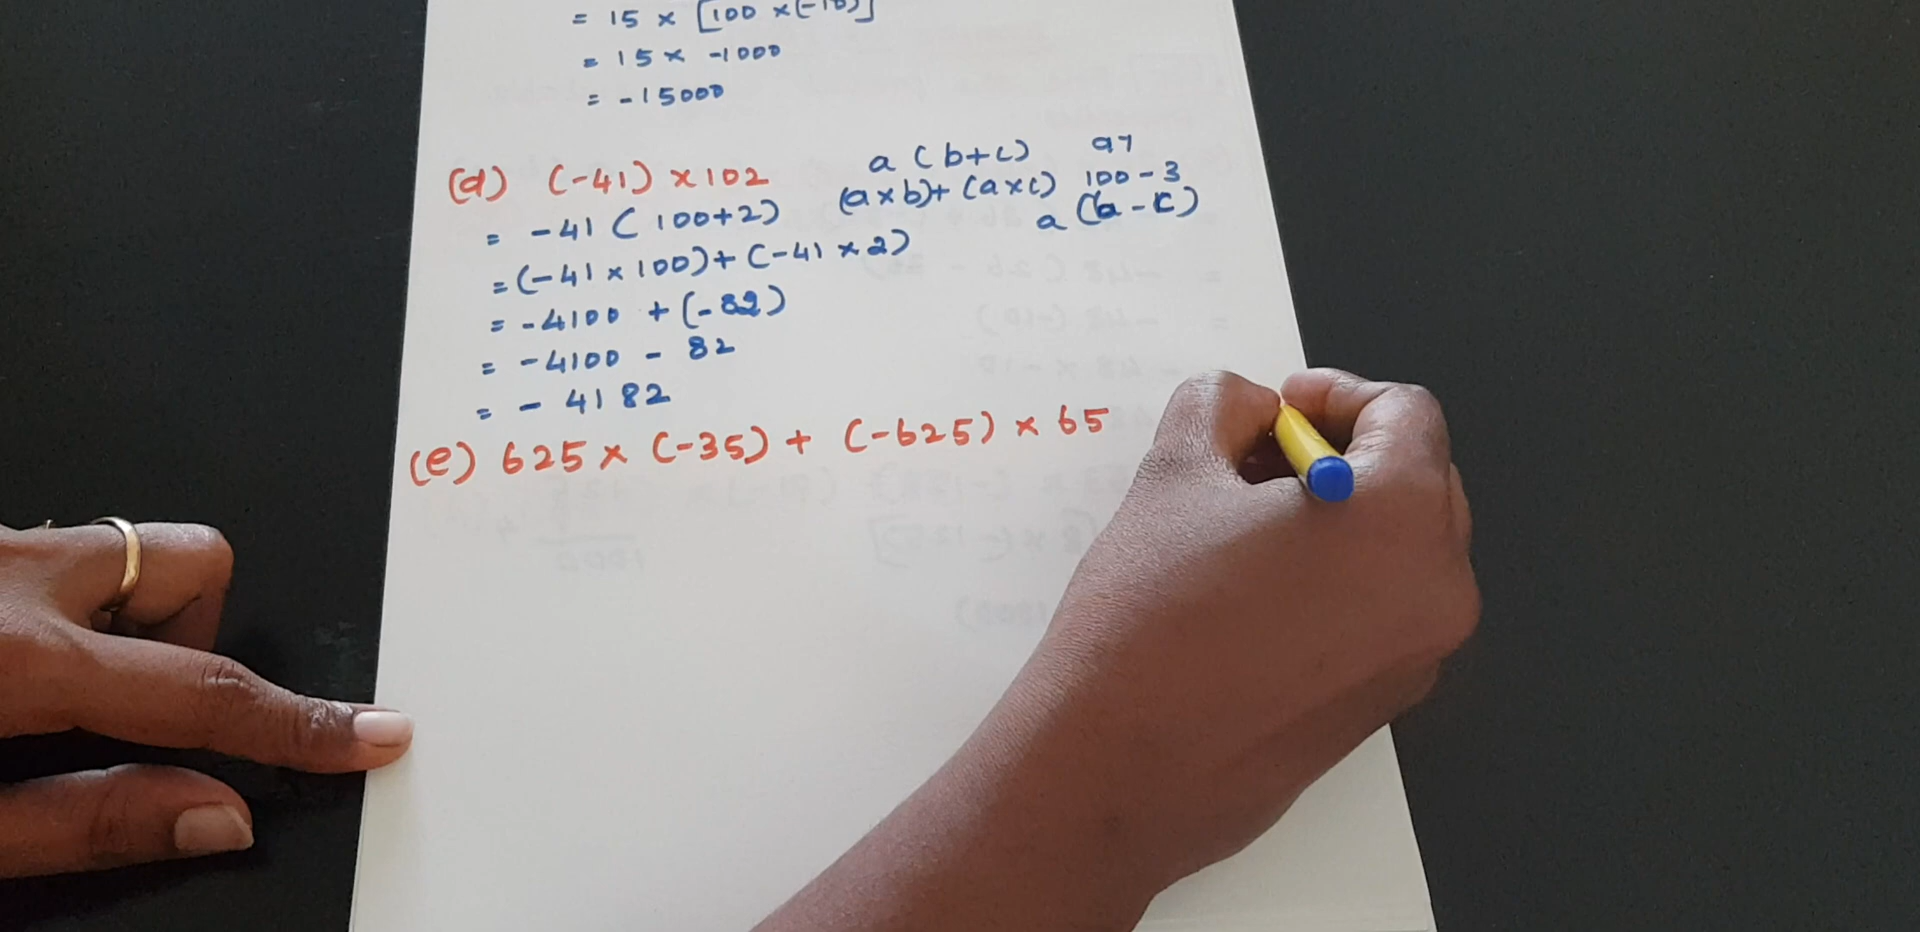 = 15 × [100 × (-10)]
= 15 × -1000
= -15000
(d) (-41) × 102
= -41 (100+2)
= (-41 × 100) + (-41 × 2)
= -4100 + (-82)
= -4100 - 82
= - 4182
a (b+c)
(a×b)+ (a×c)
97
100 - 3
a (a - c)
(e) 625 × (-35) + (-625) × 65